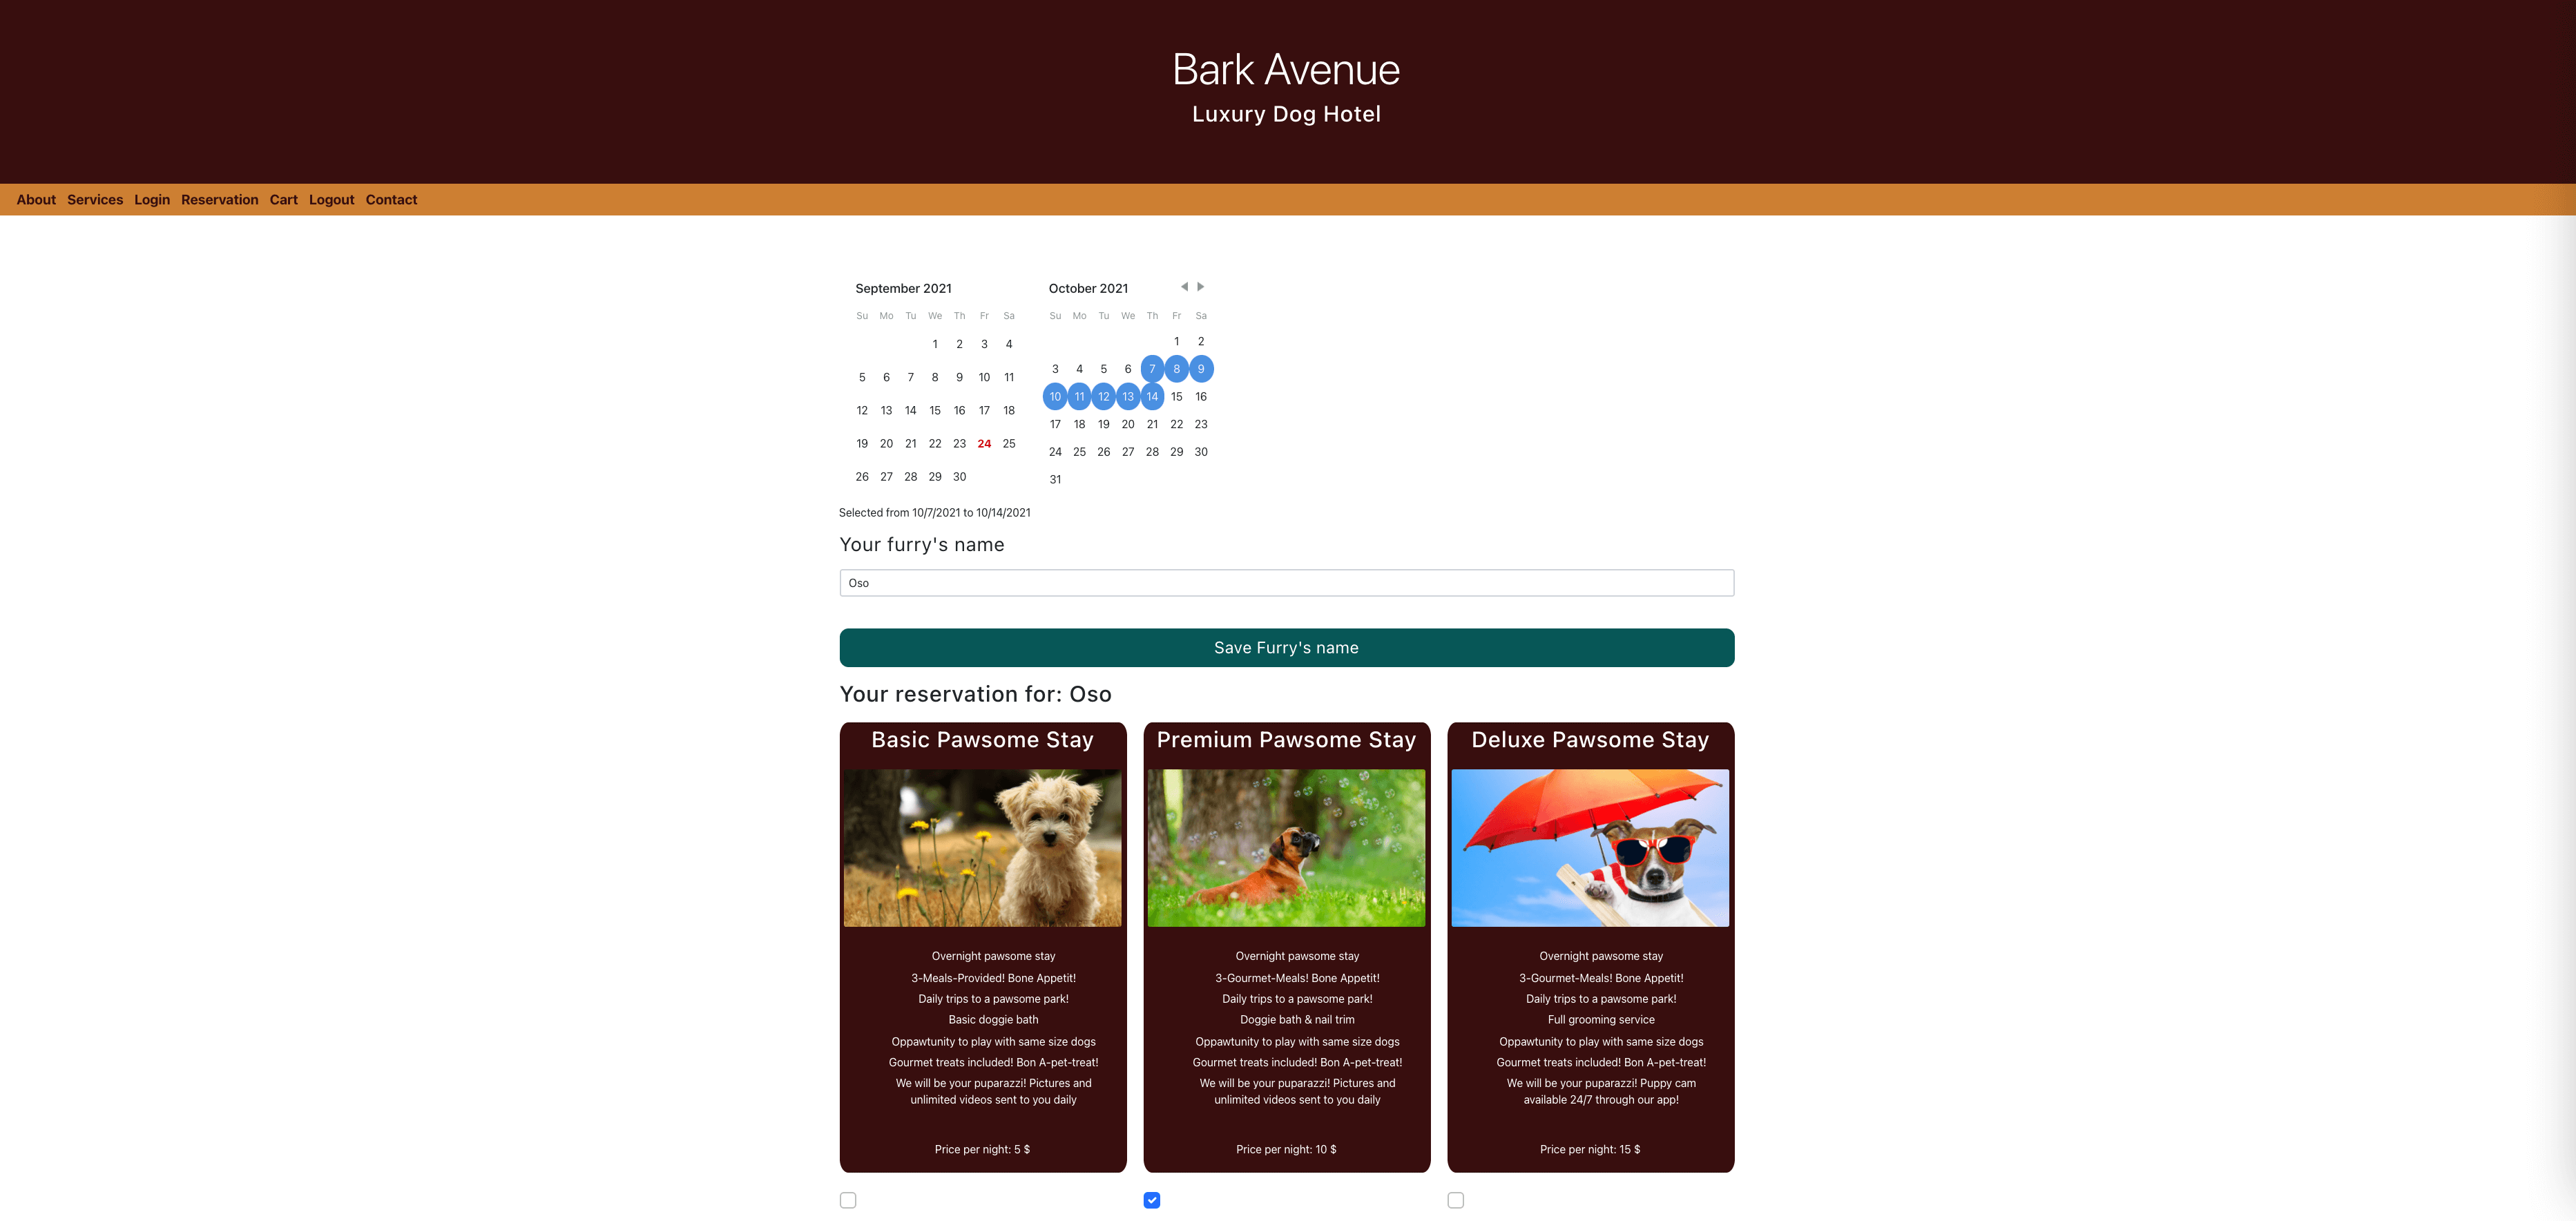 Bark Avenue
Luxury Dog Hotel
About Services Login Reservation Cart Logout Contact
September 2021
Su Mo Tu We Th Fr Sa
1 2 3 4
5 6 7 8 9 10 11
12 13 14 15 16 17 18
19 20 21 22 23 24 25
26 27 28 29 30
October 2021
Su Mo Tu We Th Fr Sa
1 2
3 4 5 6 7 8 9
10 11 12 13 14 15 16
17 18 19 20 21 22 23
24 25 26 27 28 29 30
31
Selected from 10/7/2021 to 10/14/2021
Your furry's name
Oso
Save Furry's name
Your reservation for: Oso
Basic Pawsome Stay
Overnight pawsome stay
3-Meals-Provided! Bone Appetit!
Daily trips to a pawsome park!
Basic doggie bath
Oppawtunity to play with same size dogs
Gourmet treats included! Bon A-pet-treat!
We will be your puparazzi! Pictures and
unlimited videos sent to you daily
Price per night: 5 $
Premium Pawsome Stay
Overnight pawsome stay
3-Gourmet-Meals! Bone Appetit!
Daily trips to a pawsome park!
Doggie bath & nail trim
Oppawtunity to play with same size dogs
Gourmet treats included! Bon A-pet-treat!
We will be your puparazzi! Pictures and
unlimited videos sent to you daily
Price per night: 10 $
Deluxe Pawsome Stay
Overnight pawsome stay
3-Gourmet-Meals! Bone Appetit!
Daily trips to a pawsome park!
Full grooming service
Oppawtunity to play with same size dogs
Gourmet treats included! Bon A-pet-treat!
We will be your puparazzi! Puppy cam
available 24/7 through our app!
Price per night: 15 $